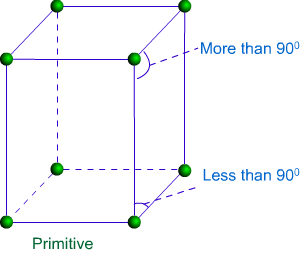 More than 90⁰
Less than 90⁰
Primitive